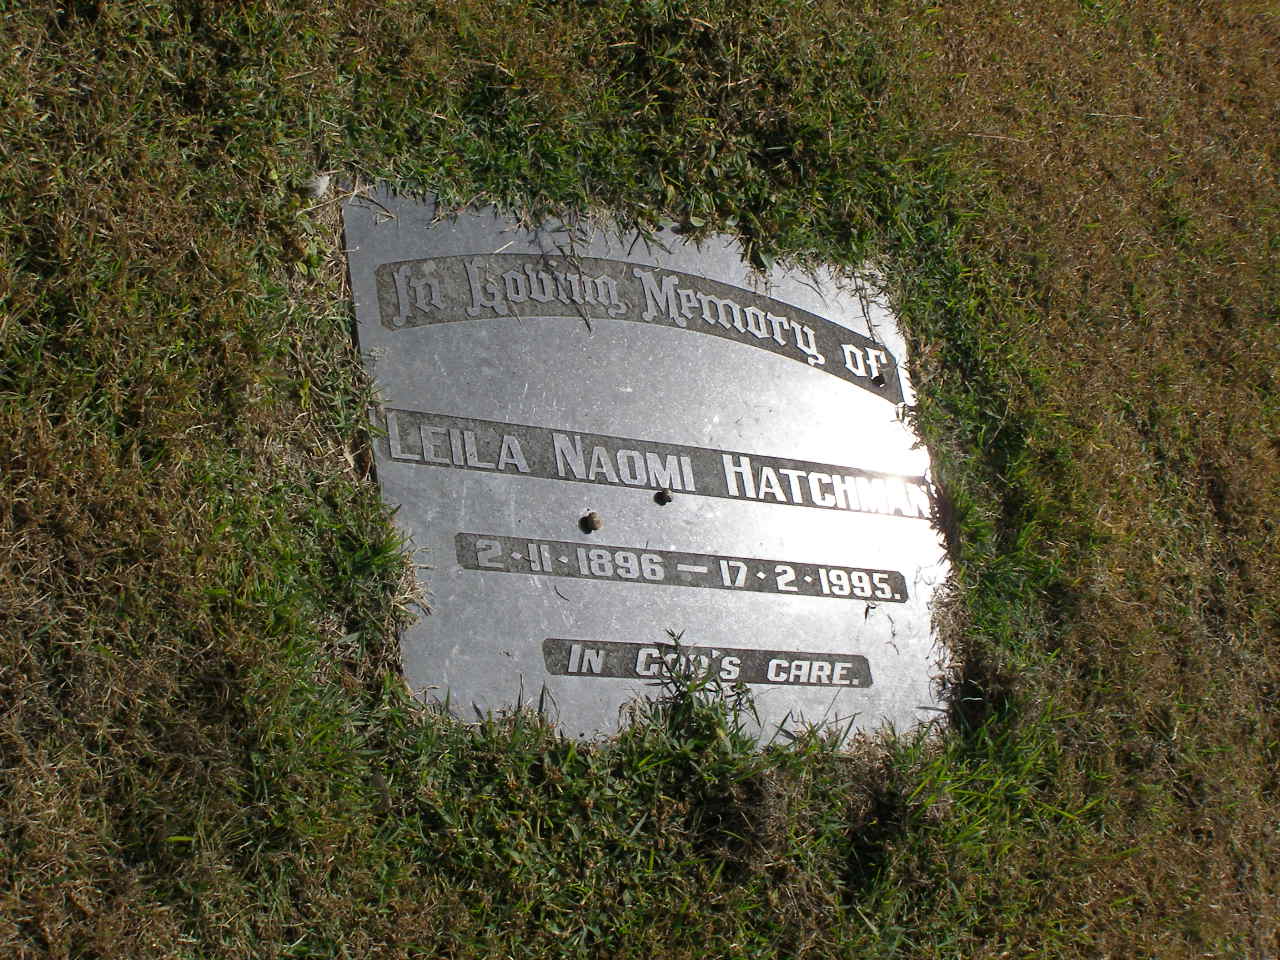 In Loving Memory of
LEILA NAOMI HATCHMAN
2·11·1896 – 17·2·1995.
IN GOD'S CARE.